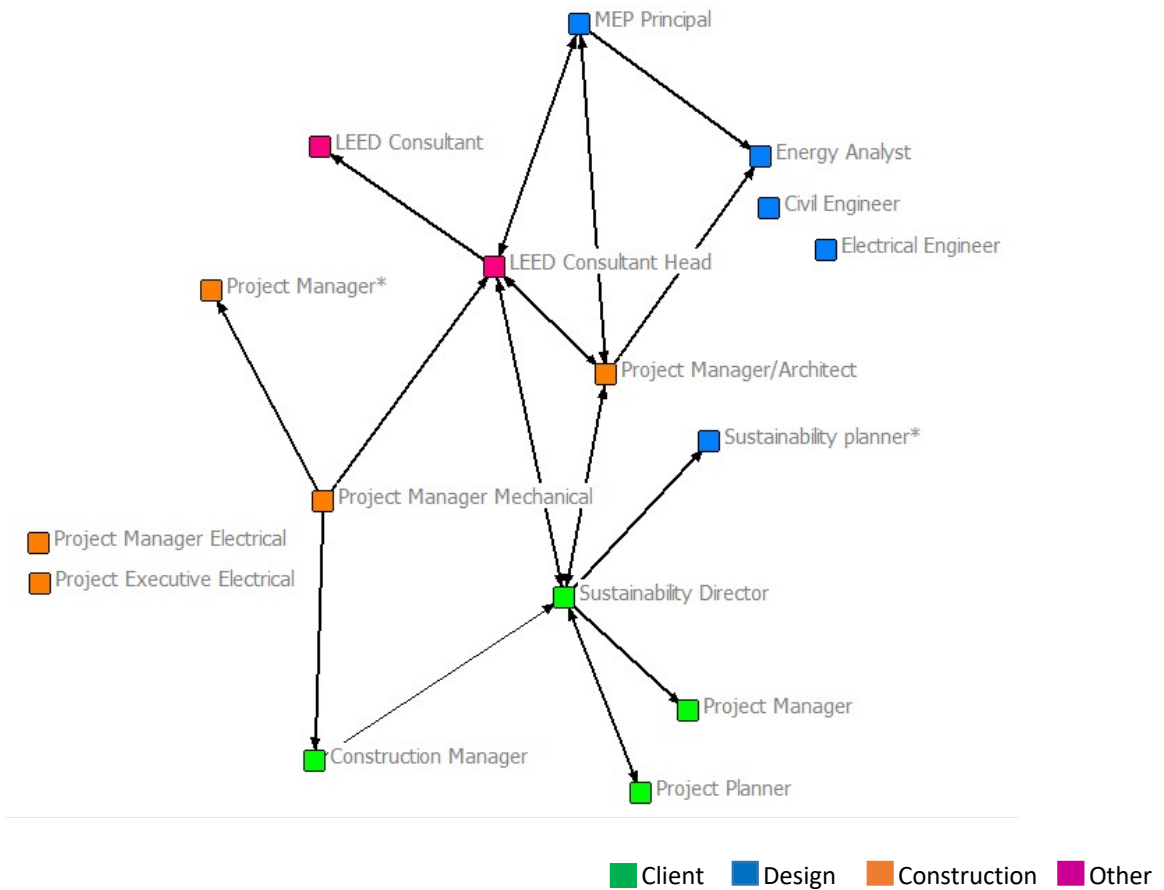 MEP Principal
LEED Consultant
Energy Analyst
Civil Engineer
Electrical Engineer
LEED Consultant Head
Project Manager*
Project Manager/Architect
Sustainability planner*
Project Manager Mechanical
Project Manager Electrical
Project Executive Electrical
Sustainability Director
Project Manager
Construction Manager
Project Planner
Client Design Construction Other